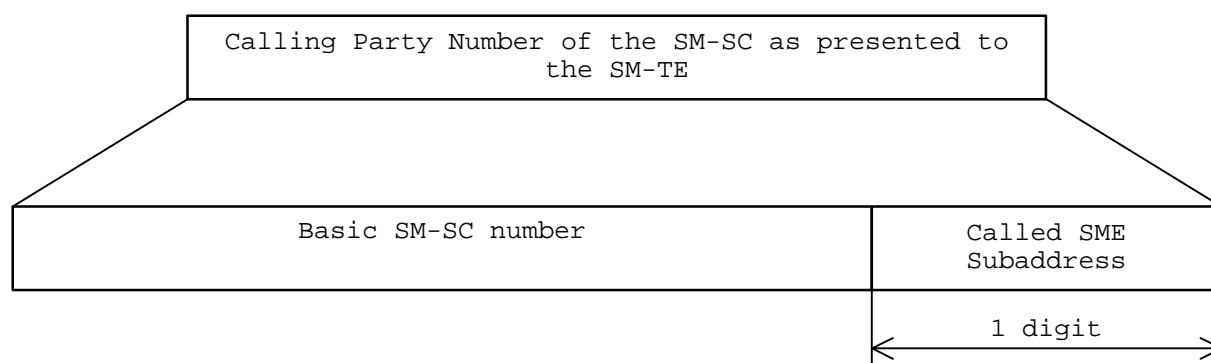 Calling Party Number of the SM-SC as presented to
the SM-TE
Basic SM-SC number
Called SME
Subaddress
1 digit